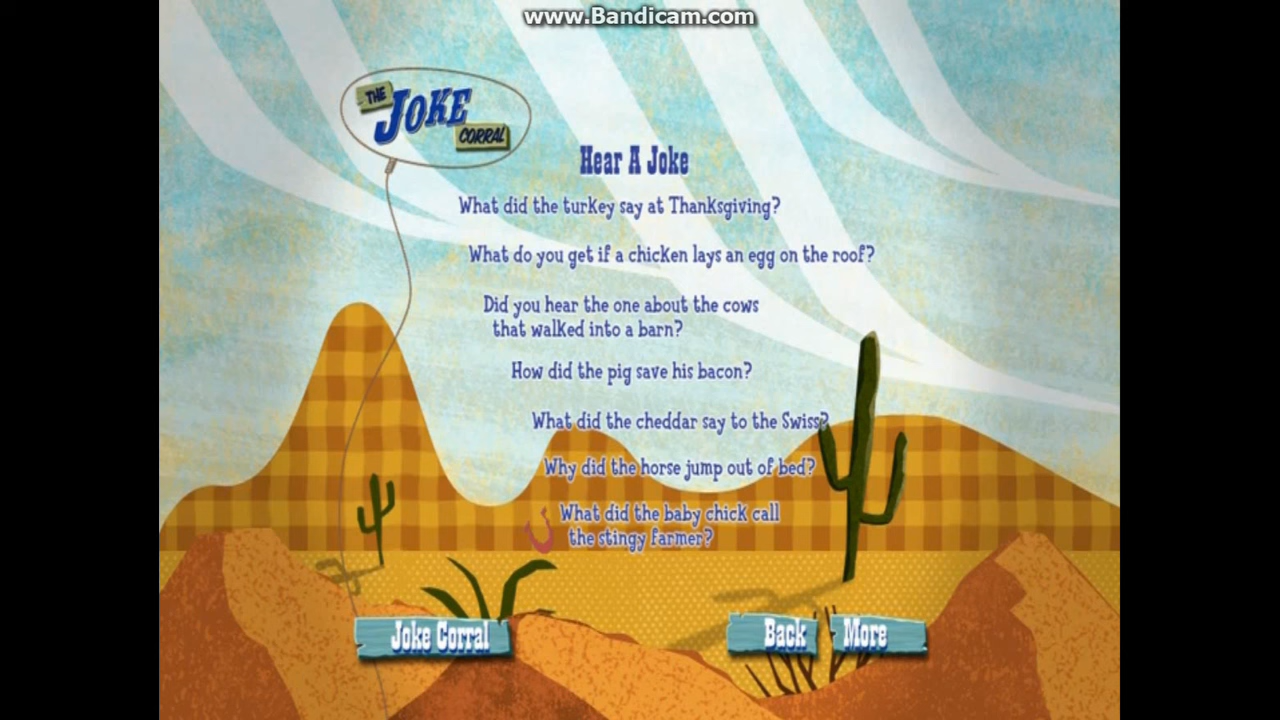 www.Bandicam.com
THE
JOKE
CORRAL
Hear A Joke
What did the turkey say at Thanksgiving?
What do you get if a chicken lays an egg on the roof?
Did you hear the one about the cows
that walked into a barn?
How did the pig save his bacon?
What did the cheddar say to the Swiss?
Why did the horse jump out of bed?
What did the baby chick call
the stingy farmer?
Joke Corral
Back
More